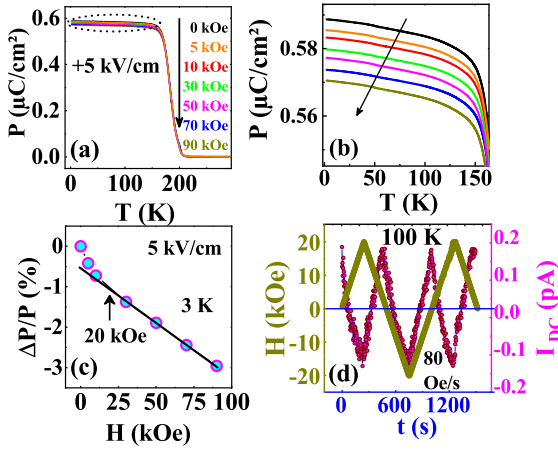 P (μC/cm²)
0.6
0.4
0.2
0.0
+5 kV/cm
0 kOe
5 kOe
10 kOe
30 kOe
50 kOe
70 kOe
90 kOe
(a)
0 100 200
T (K)
P (μC/cm²)
0.58
0.56
(b)
0 50 100 150
T (K)
ΔP/P (%)
0
-1
-2
-3
5 kV/cm
3 K
20 kOe
(c)
0 50 100
H (kOe)
H (kOe)
20
10
0
-10
-20
100 K
0.2
0.1
0.0
-0.1
-0.2
I DC (pA)
80
Oe/s
(d)
0 600 1200
t (s)